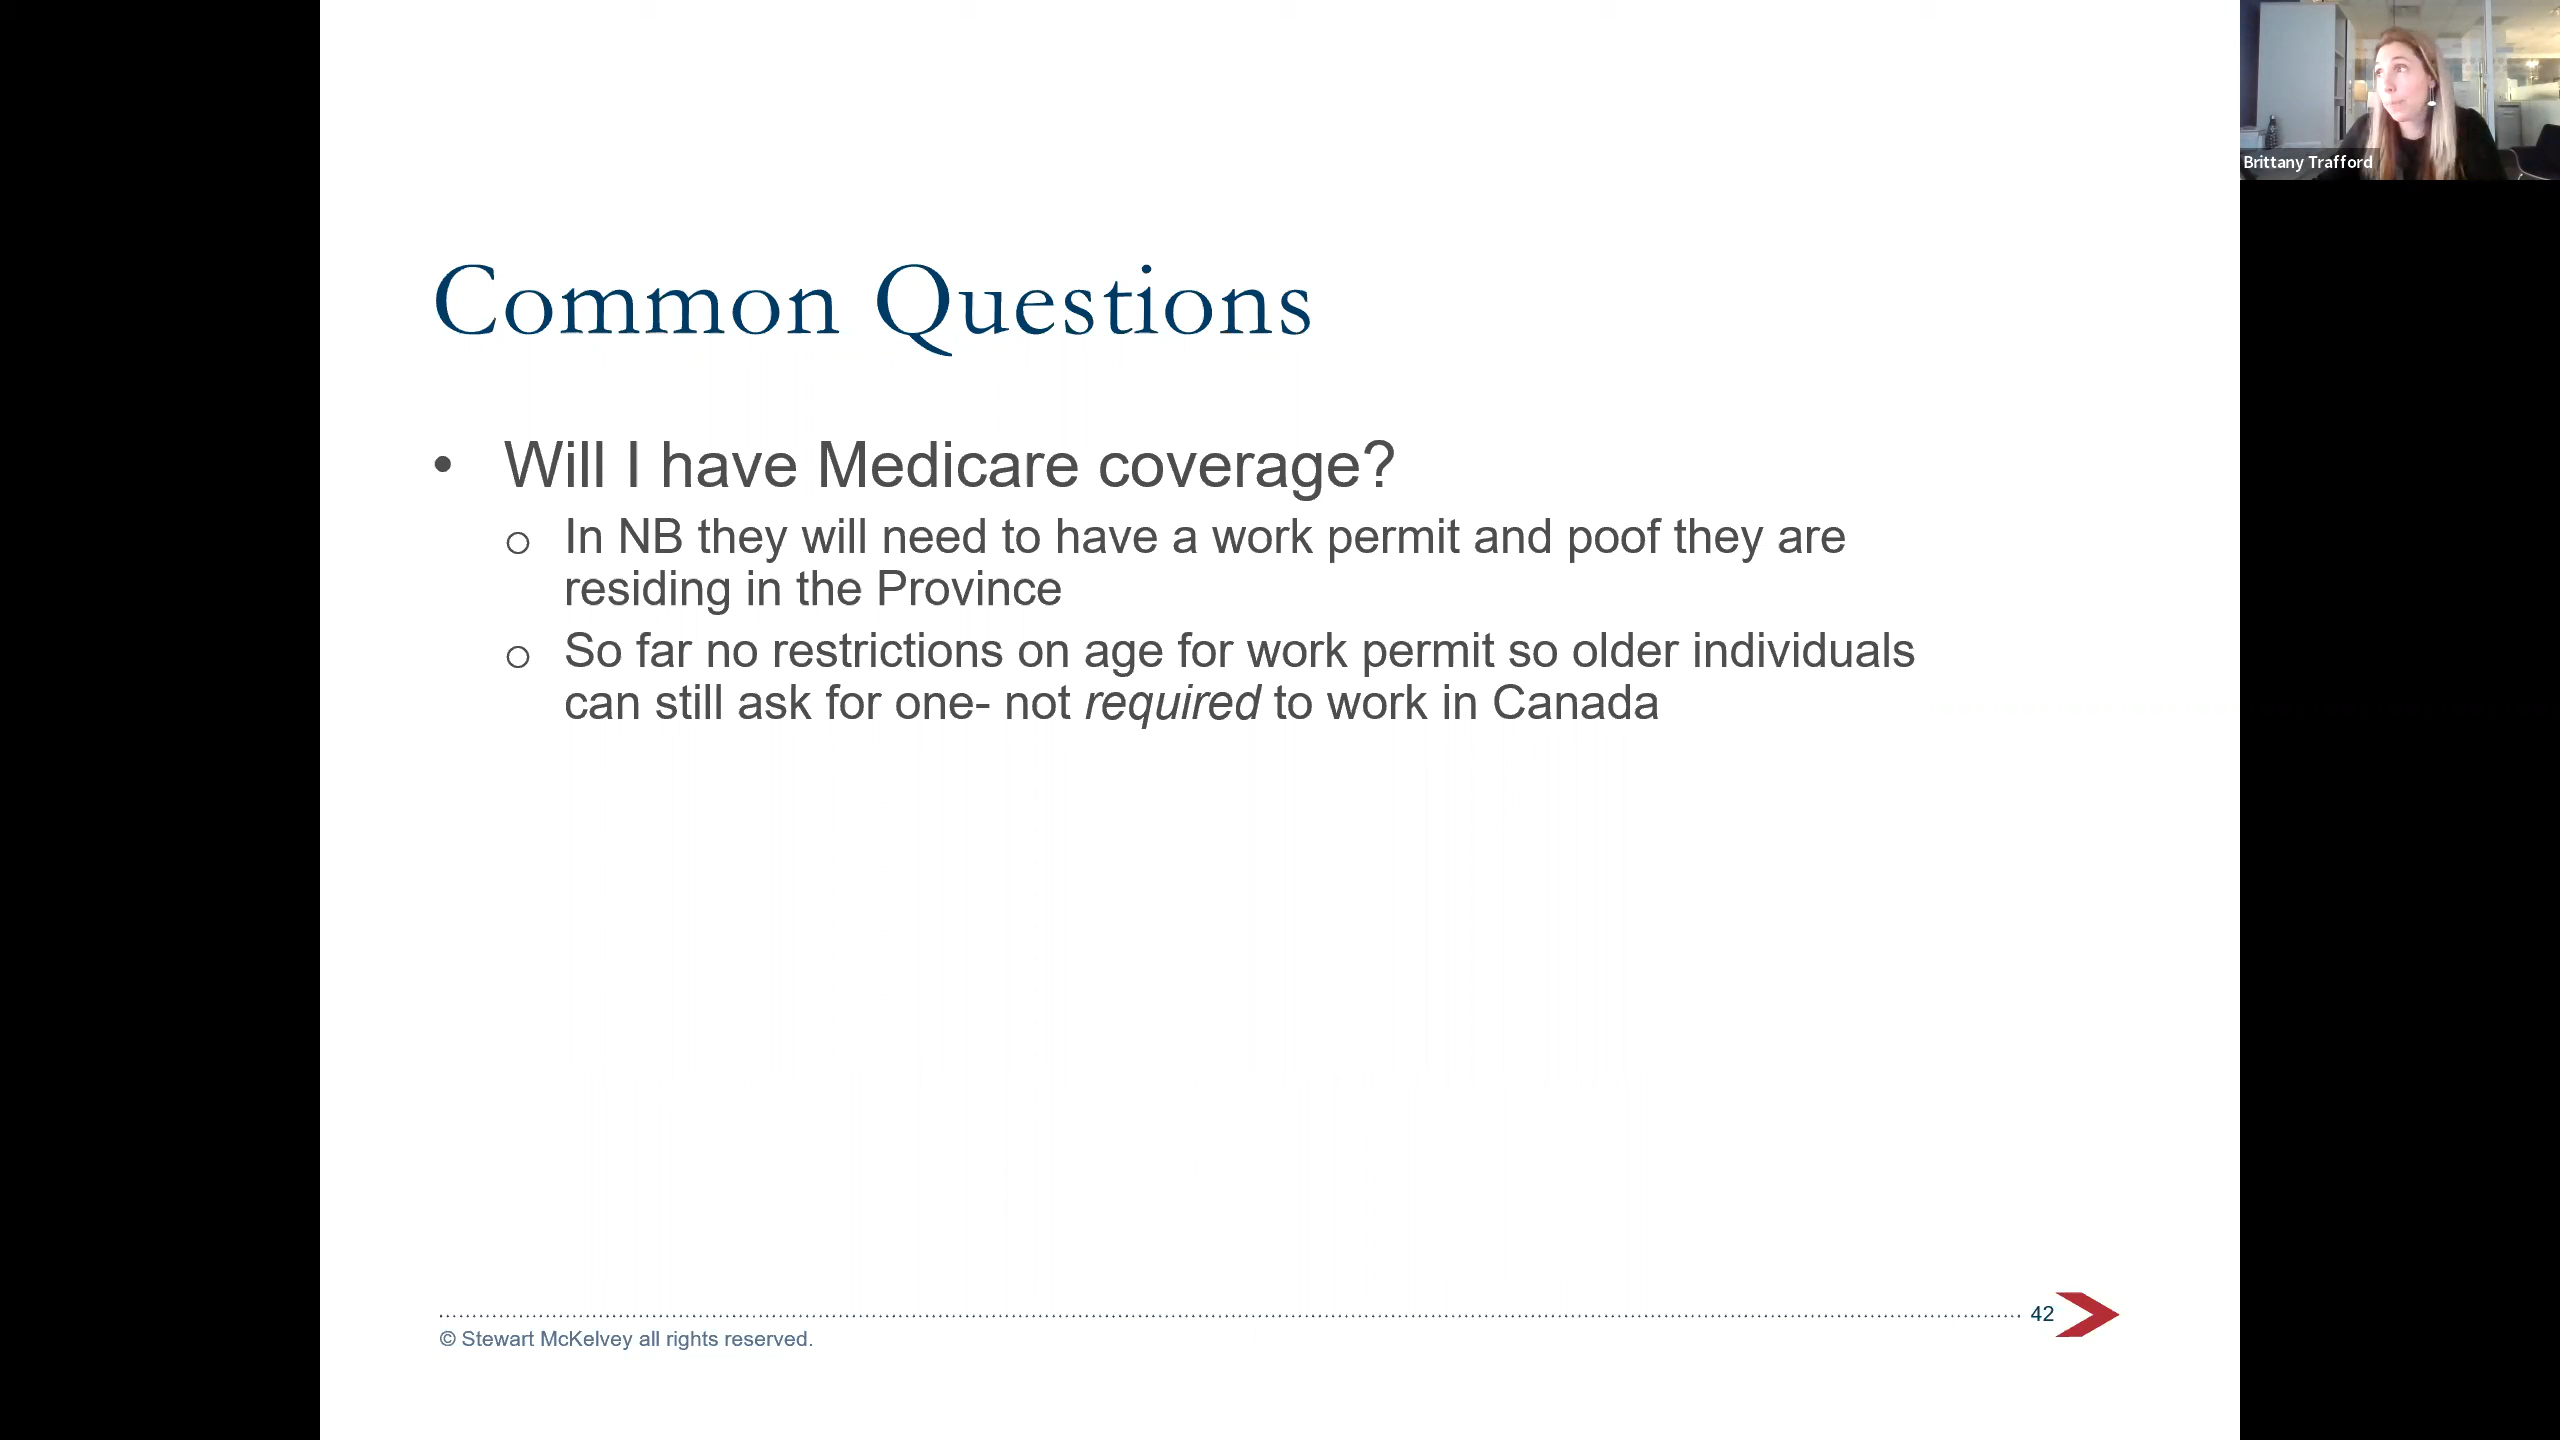 Brittany Trafford
Common Questions
• Will I have Medicare coverage?
o In NB they will need to have a work permit and poof they are
residing in the Province
o So far no restrictions on age for work permit so older individuals
can still ask for one- not required to work in Canada
42
© Stewart McKelvey all rights reserved.